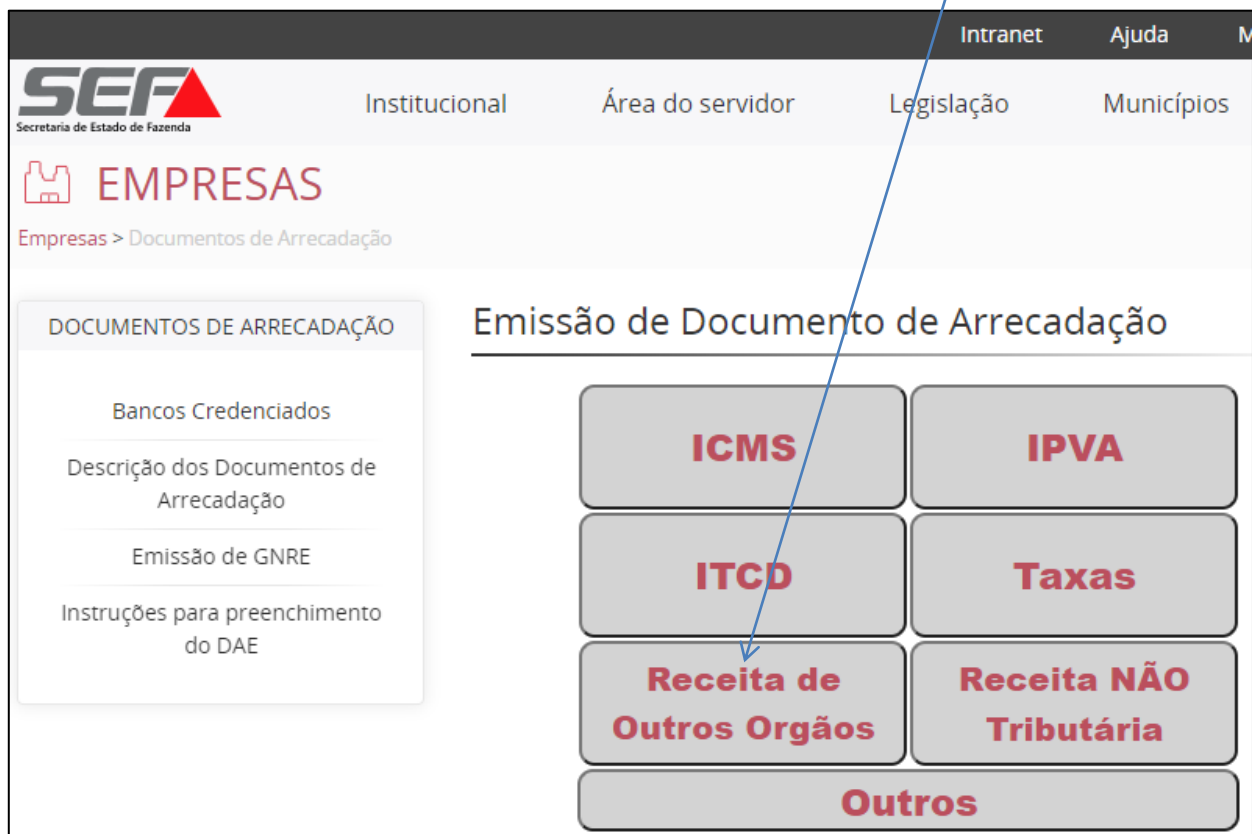 Intranet Ajuda M
SEF
Secretaria de Estado de Fazenda
Institucional Área do servidor Legislação Municípios
EMPRESAS
Empresas > Documentos de Arrecadação
DOCUMENTOS DE ARRECADAÇÃO
Bancos Credenciados
Descrição dos Documentos de
Arrecadação
Emissão de GNRE
Instruções para preenchimento
do DAE
Emissão de Documento de Arrecadação
ICMS IPVA
ITCD Taxas
Receita de
Outros Orgãos
Receita NÃO
Tributária
Outros